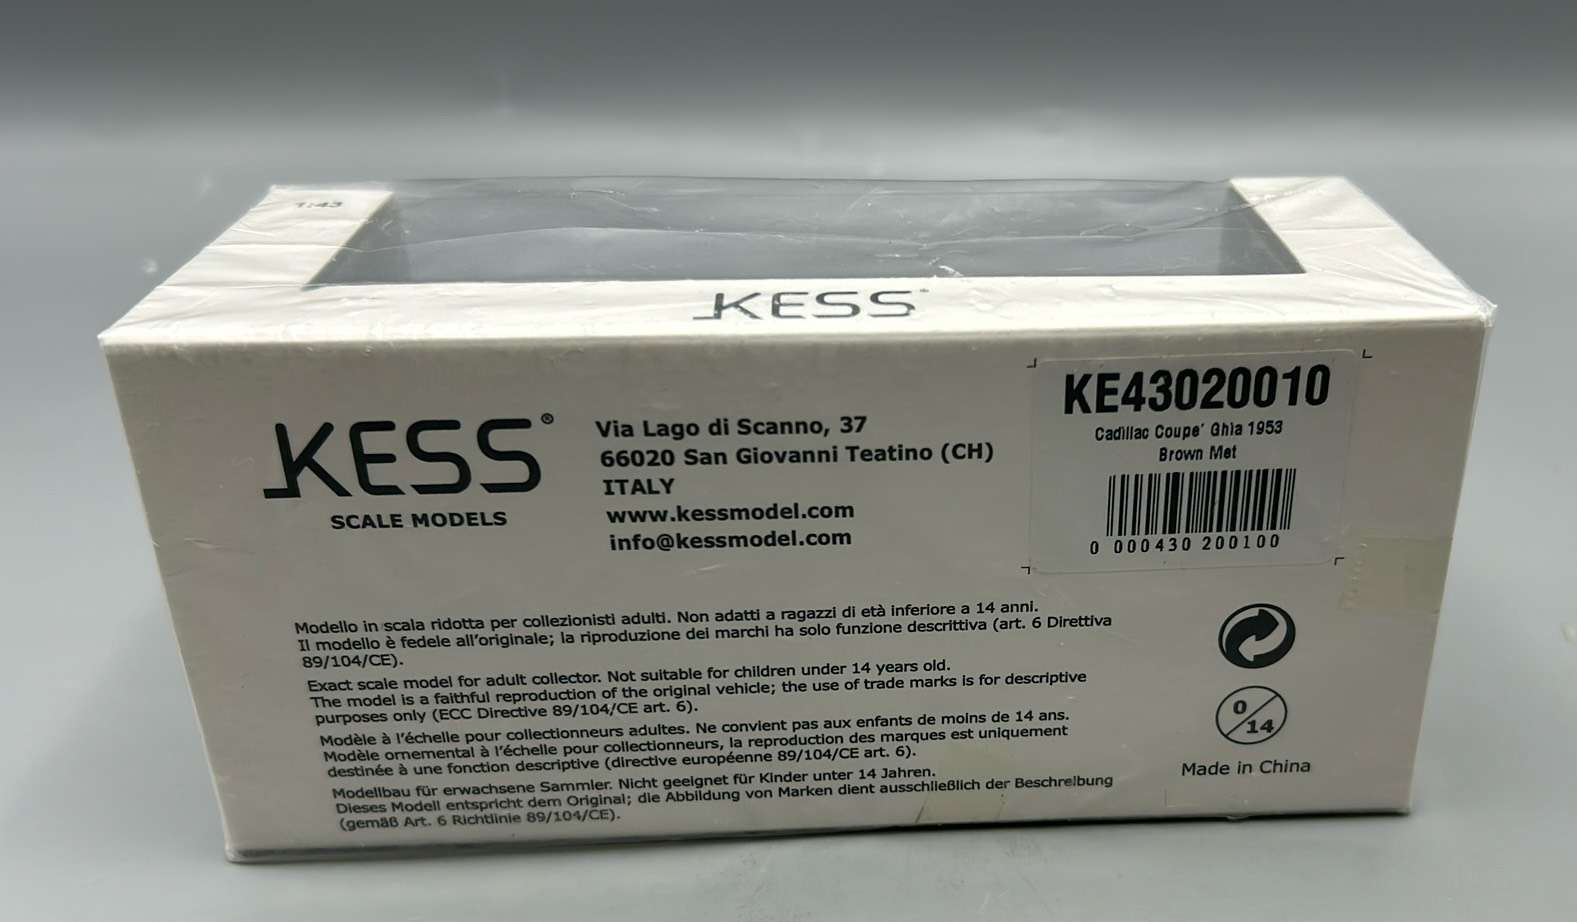 1:43
KESS
KESS®
SCALE MODELS
Via Lago di Scanno, 37
66020 San Giovanni Teatino (CH)
ITALY
www.kessmodel.com
info@kessmodel.com
KE43020010
Cadillac Coupe' Ghia 1953
Brown Met
0 000430 200100
Modello in scala ridotta per collezionisti adulti. Non adatti a ragazzi di età inferiore a 14 anni.
Il modello è fedele all'originale; la riproduzione dei marchi ha solo funzione descrittiva (art. 6 Direttiva
89/104/CE).
Exact scale model for adult collector. Not suitable for children under 14 years old.
The model is a faithful reproduction of the original vehicle; the use of trade marks is for descriptive
purposes only (ECC Directive 89/104/CE art. 6).
Modèle à l'échelle pour collectionneurs adultes. Ne convient pas aux enfants de moins de 14 ans.
Modèle ornemental à l'échelle pour collectionneurs, la reproduction des marques est uniquement
destinée à une fonction descriptive (directive européenne 89/104/CE art. 6).
Modellbau für erwachsene Sammler. Nicht geeignet für Kinder unter 14 Jahren.
Dieses Modell entspricht dem Original; die Abbildung von Marken dient ausschließlich der Beschreibung
(gemäß Art. 6 Richtlinie 89/104/CE).
0/14
Made in China